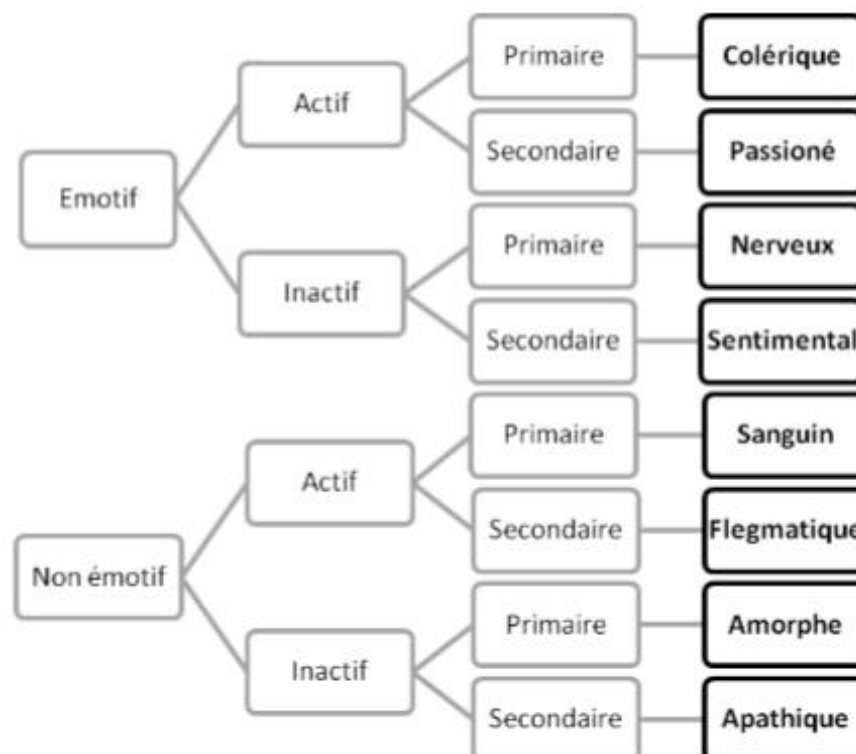 Primaire
Colérique
Actif
Secondaire
Passioné
Emotif
Primaire
Nerveux
Inactif
Secondaire
Sentimental
Primaire
Sanguin
Actif
Secondaire
Flegmatique
Non émotif
Primaire
Amorphe
Inactif
Secondaire
Apathique